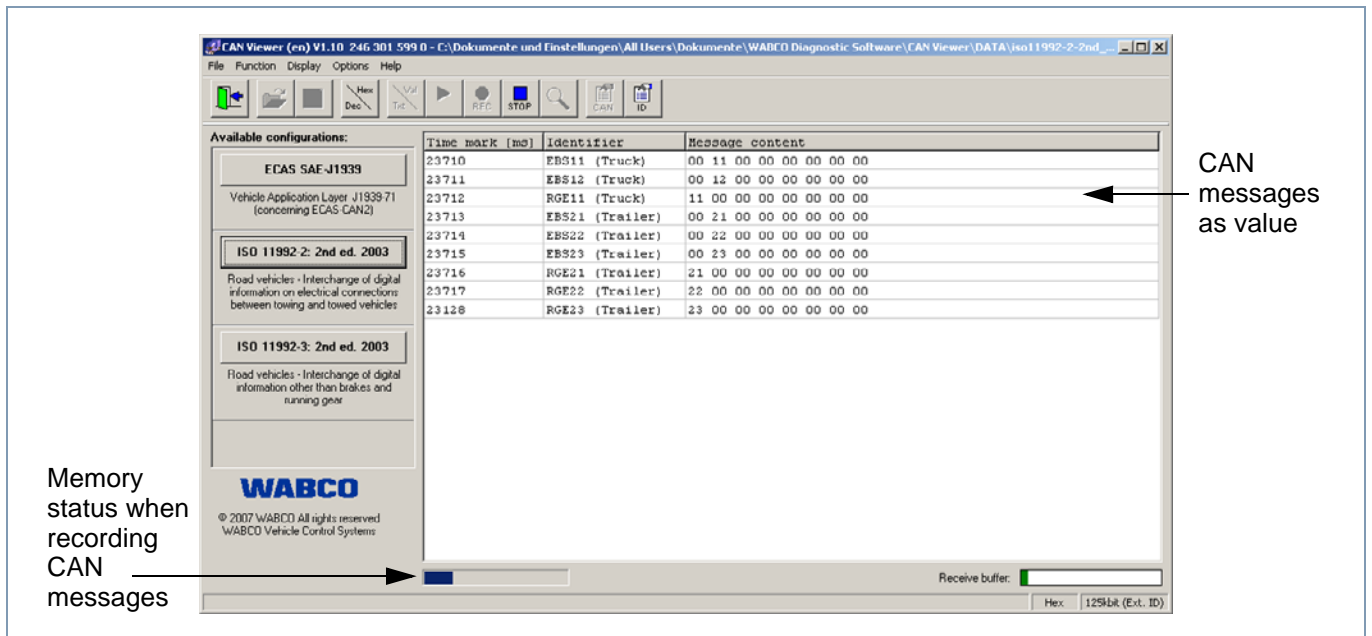 CAN Viewer (en) V1.10 246 301 599 0 - C:\Dokumente und Einstellungen\All Users\Dokumente\WABCO Diagnostic Software\CAN Viewer\DATA\iso11992-2-2nd_...
File Function Display Options Help
Hex
Dec
Val
Txt
REC
STOP
CAN
ID
Available configurations:
ECAS SAE-J1939
Vehicle Application Layer J1939-71
(concerning ECAS-CAN2)
ISO 11992-2: 2nd ed. 2003
Road vehicles - Interchange of digital
information on electrical connections
between towing and towed vehicles
ISO 11992-3: 2nd ed. 2003
Road vehicles - Interchange of digital
information other than brakes and
running gear
WABCO
© 2007 WABCO All rights reserved
WABCO Vehicle Control Systems
Time mark [ms] Identifier Message content
23710 EBS11 (Truck) 00 11 00 00 00 00 00 00
23711 EBS12 (Truck) 00 12 00 00 00 00 00 00
23712 RGE11 (Truck) 11 00 00 00 00 00 00 00
23713 EBS21 (Trailer) 00 21 00 00 00 00 00 00
23714 EBS22 (Trailer) 00 22 00 00 00 00 00 00
23715 EBS23 (Trailer) 00 23 00 00 00 00 00 00
23716 RGE21 (Trailer) 21 00 00 00 00 00 00 00
23717 RGE22 (Trailer) 22 00 00 00 00 00 00 00
23128 RGE23 (Trailer) 23 00 00 00 00 00 00 00
CAN
messages
as value
Memory
status when
recording
CAN
messages
Receive buffer:
Hex 125kbit (Ext. ID)